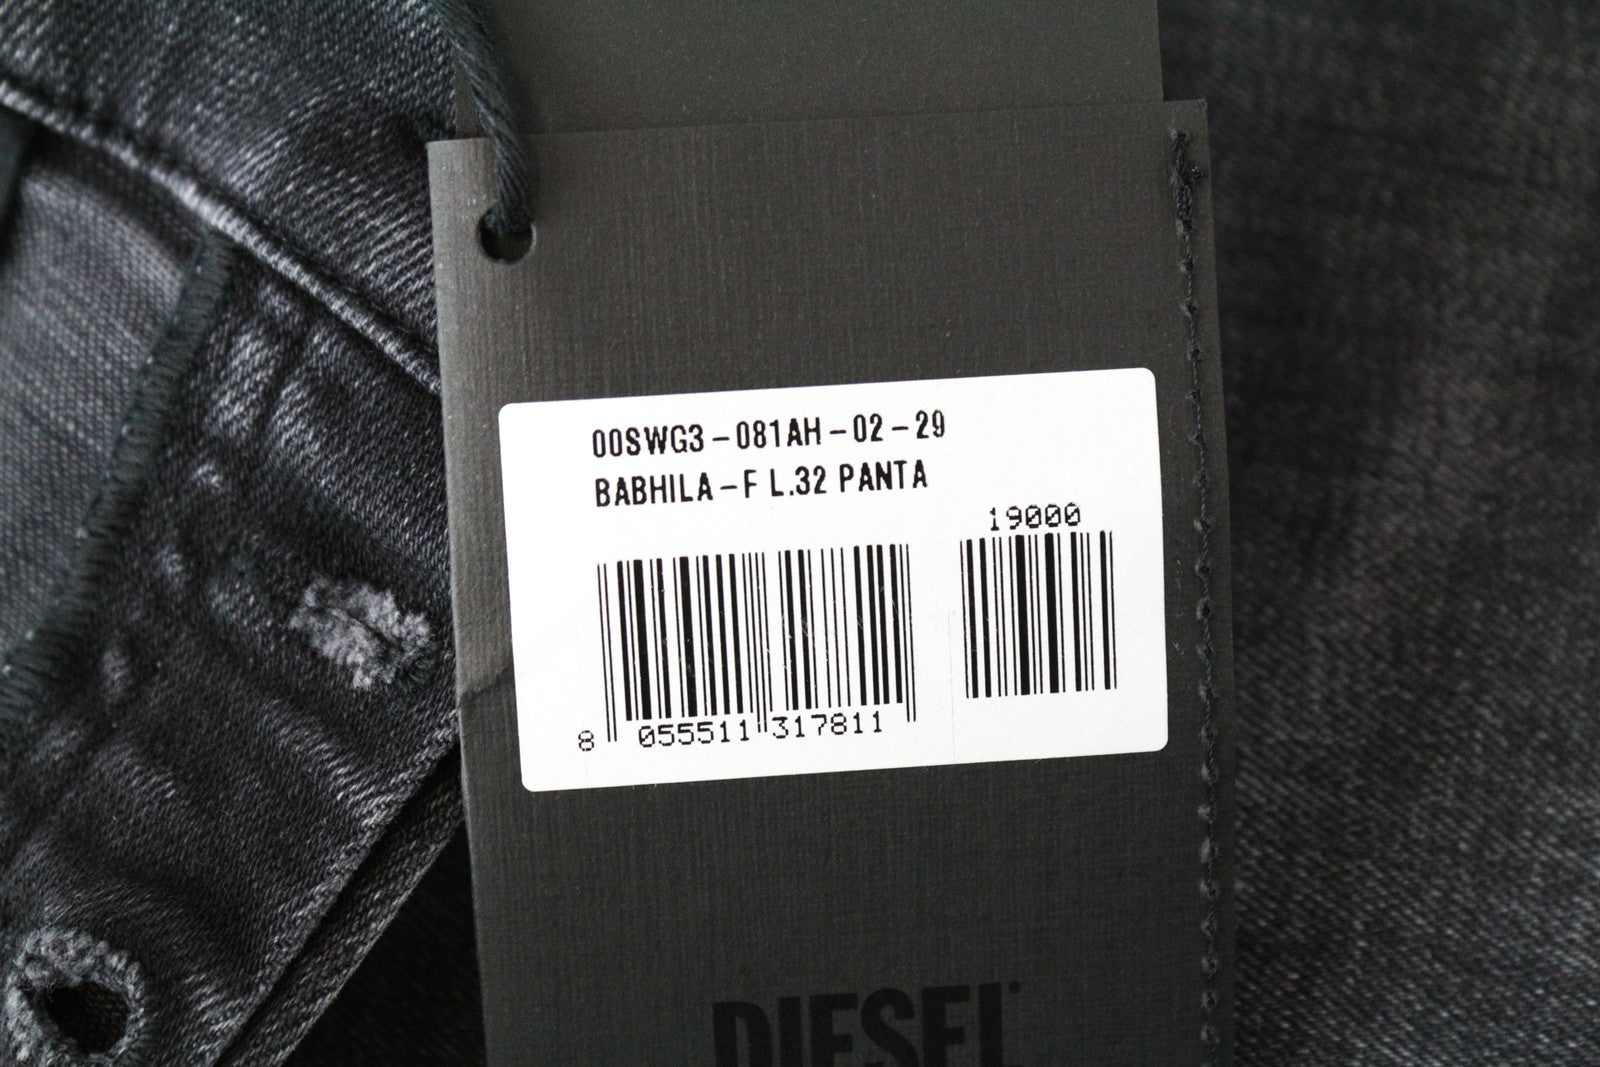 00SWG3-081AH-02-29
BABHILA-F L.32 PANTA
19000
8 055511 317811
DIESEL